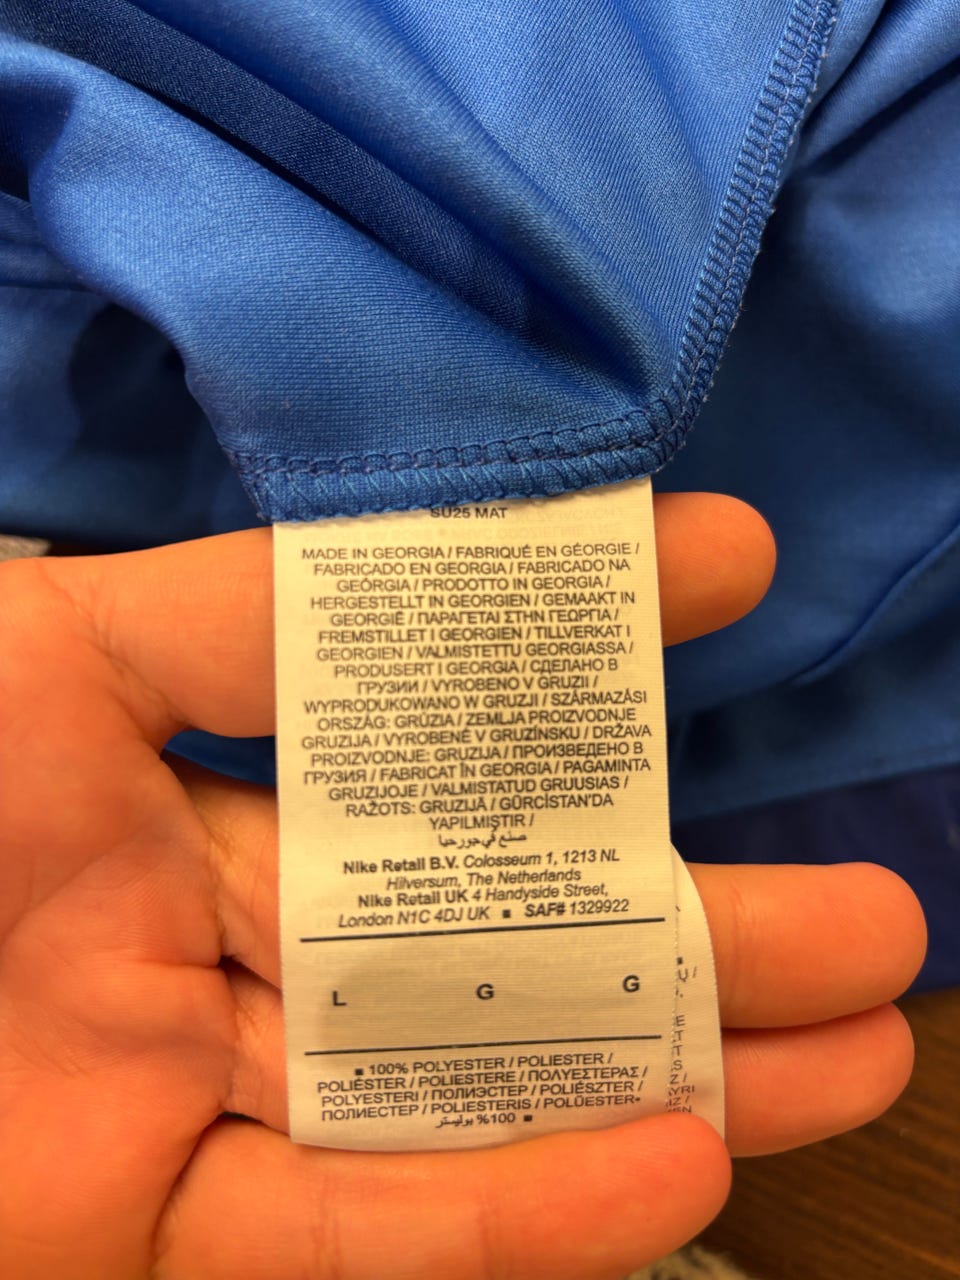 SU25 MAT
MADE IN GEORGIA / FABRIQUÉ EN GÉORGIE /
FABRICADO EN GEORGIA / FABRICADO NA
GEÓRGIA / PRODOTTO IN GEORGIA /
HERGESTELLT IN GEORGIEN / GEMAAKT IN
GEORGIË / ΠΑΡΑΓΕΤΑΙ ΣΤΗΝ ΓΕΩΡΓΙΑ /
FREMSTILLET I GEORGIEN / TILLVERKAT I
GEORGIEN / VALMISTETTU GEORGIASSA /
PRODUSERT I GEORGIA / СДЕЛАНО В
ГРУЗИИ / VYROBENO V GRUZII /
WYPRODUKOWANO W GRUZJI / SZÁRMAZÁSI
ORSZÁG: GRÚZIA / ZEMLJA PROIZVODNJE
GRUZIJA / VYROBENÉ V GRUZÍNSKU / DRŽAVA
PROIZVODNJE: GRUZIJA / ПРОИЗВЕДЕНО В
ГРУЗИЯ / FABRICAT ÎN GEORGIA / PAGAMINTA
GRUZIJOJE / VALMISTATUD GRUUSIAS /
RAŽOTS: GRUZIJĀ / GÜRCİSTAN'DA
YAPILMIŞTIR /
صنع في جورجيا
Nike Retail B.V. Colosseum 1, 1213 NL
Hilversum, The Netherlands
Nike Retail UK 4 Handyside Street,
London N1C 4DJ UK ■ SAF# 1329922
L G G
■ 100% POLYESTER / POLIESTER /
POLIÉSTER / POLIESTERE / ΠΟΛΥΕΣΤΕΡΑΣ /
POLYESTERI / ПОЛИЭСТЕР / POLIÉSZTER /
ПОЛИЕСТЕР / POLIESTERIS / POLÜESTER•
100% بوليستر ■